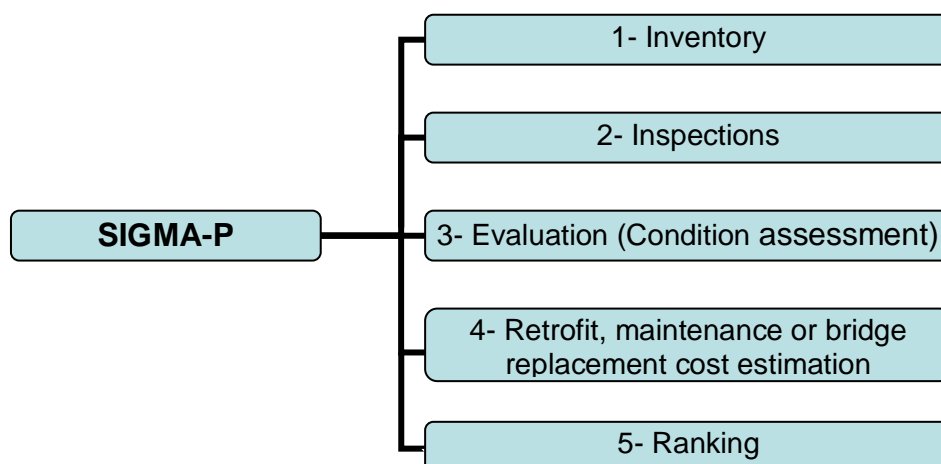 1- Inventory
2- Inspections
SIGMA-P
3- Evaluation (Condition assessment)
4- Retrofit, maintenance or bridge
replacement cost estimation
5- Ranking